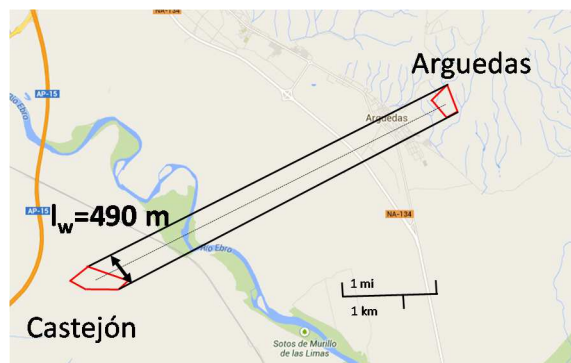 NA-134
Arguedas
AP-15
Río Ebro
Arguedas
AP-15
lw=490 m
NA-134
Río Ebro
1 mi
1 km
Castejón
Sotos de Murillo
de las Limas